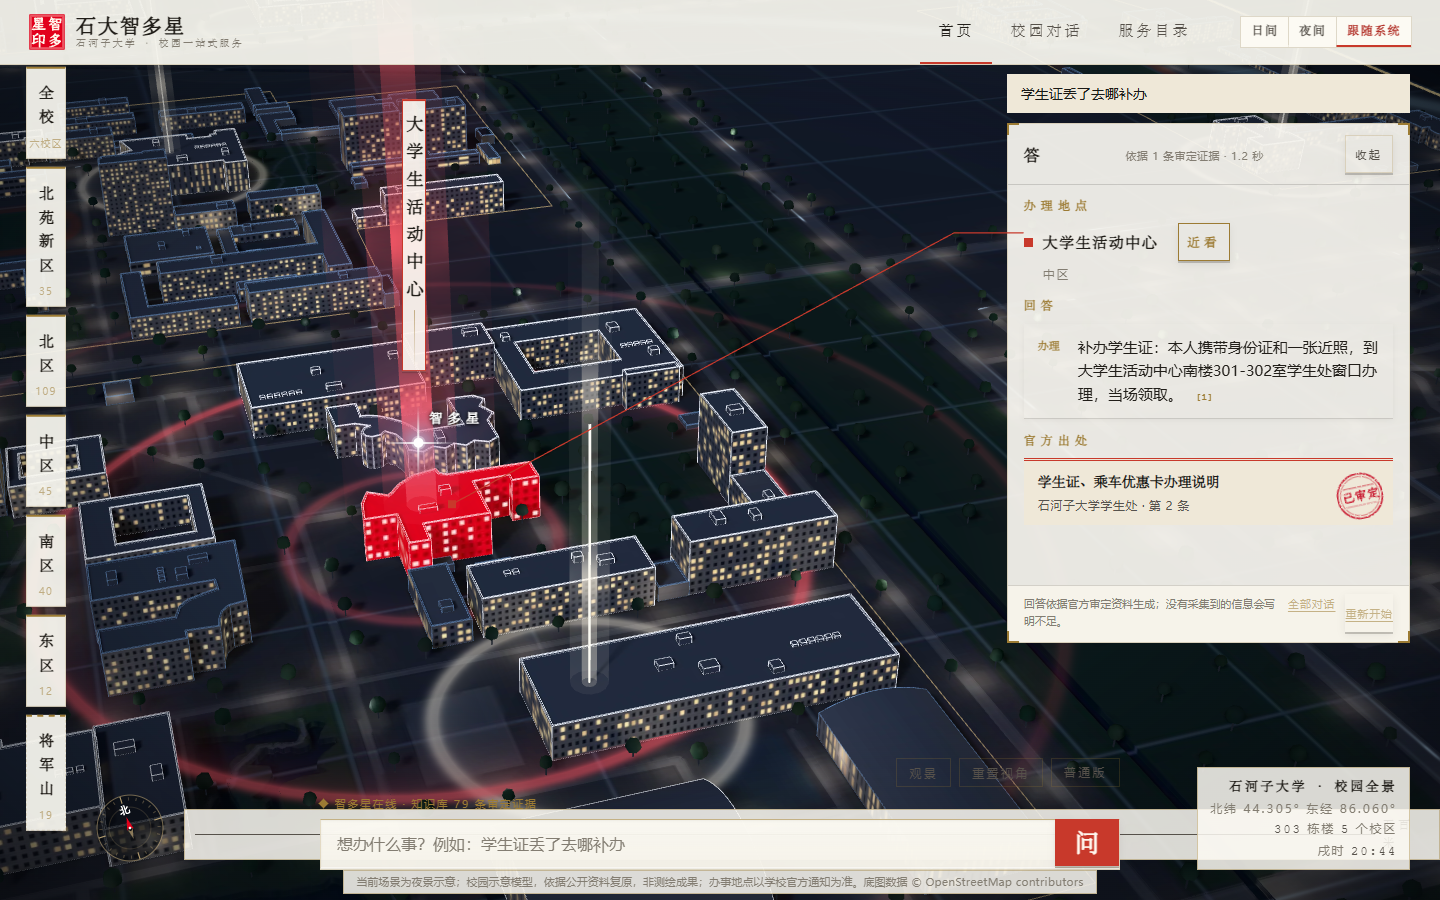 星智
印多
石大智多星
石河子大学 · 校园一站式服务
首页
校园对话
服务目录
日间
夜间
跟随系统
全校
六校区
北苑新区
35
北区
109
中区
45
南区
40
东区
12
将军山
19
大学生活动中心
智多星
学生证丢了去哪补办
答
依据 1 条审定证据 · 1.2 秒
收起
办理地点
大学生活动中心
近看
中区
回答
办理
补办学生证：本人携带身份证和一张近照，到
大学生活动中心南楼301-302室学生处窗口办
理，当场领取。 [1]
官方出处
学生证、乘车优惠卡办理说明
石河子大学学生处 · 第 2 条
已审定
回答依据官方审定资料生成；没有采集到的信息会写
明不足。
全部对话
重新开始
观景
重置视角
普通版
北
智多星在线 · 知识库 79 条审定证据
想办什么事？例如：学生证丢了去哪补办
问
石河子大学 · 校园全景
北纬 44.305° 东经 86.060°
303 栋楼 5 个校区
戌时 20:44
当前场景为夜景示意；校园示意模型，依据公开资料复原，非测绘成果；办事地点以学校官方通知为准。底图数据 © OpenStreetMap contributors